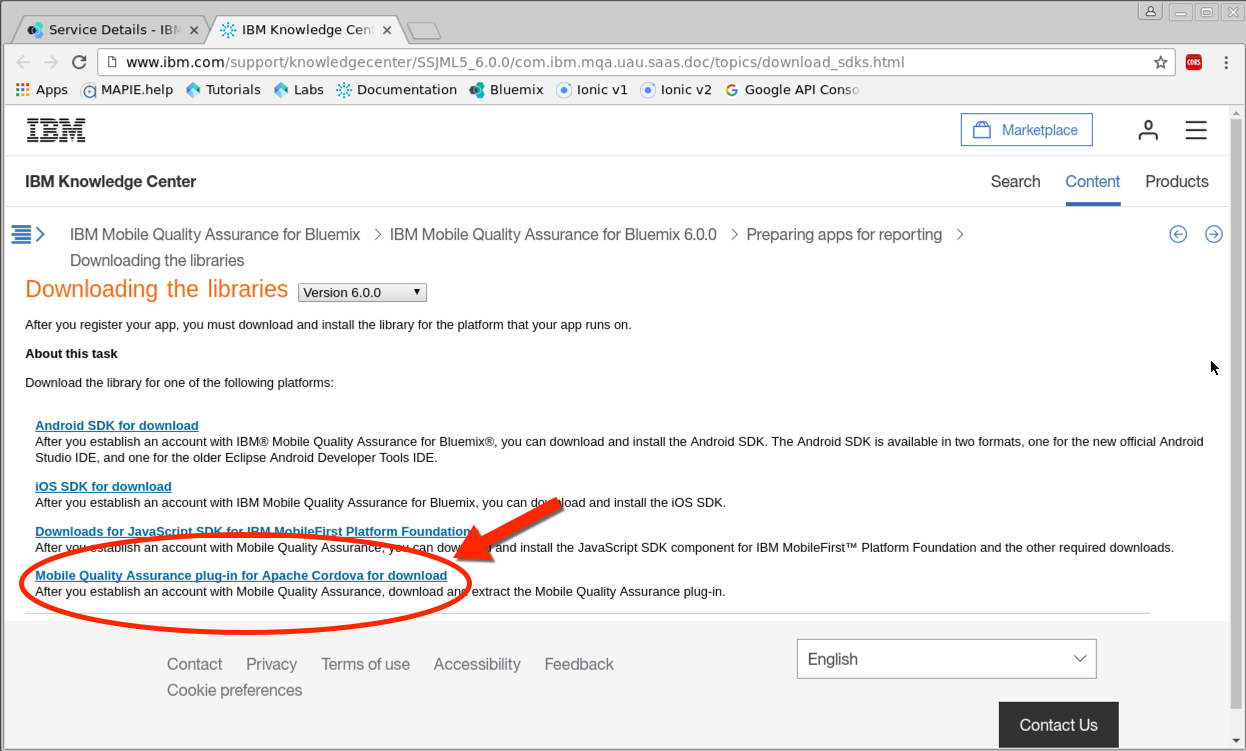 Service Details - IBM
IBM Knowledge Cen
www.ibm.com/support/knowledgecenter/SSJML5_6.0.0/com.ibm.mqa.uau.saas.doc/topics/download_sdks.html
CORS
Apps MAPIE.help Tutorials Labs Documentation Bluemix Ionic v1 Ionic v2 Google API Conso
IBM
Marketplace
IBM Knowledge Center
Search Content Products
IBM Mobile Quality Assurance for Bluemix > IBM Mobile Quality Assurance for Bluemix 6.0.0 > Preparing apps for reporting >
Downloading the libraries
Downloading the libraries Version 6.0.0
After you register your app, you must download and install the library for the platform that your app runs on.
About this task
Download the library for one of the following platforms:
Android SDK for download
After you establish an account with IBM® Mobile Quality Assurance for Bluemix®, you can download and install the Android SDK. The Android SDK is available in two formats, one for the new official Android
Studio IDE, and one for the older Eclipse Android Developer Tools IDE.
iOS SDK for download
After you establish an account with IBM Mobile Quality Assurance for Bluemix, you can download and install the iOS SDK.
Downloads for JavaScript SDK for IBM MobileFirst Platform Foundation
After you establish an account with Mobile Quality Assurance, you can download and install the JavaScript SDK component for IBM MobileFirst™ Platform Foundation and the other required downloads.
Mobile Quality Assurance plug-in for Apache Cordova for download
After you establish an account with Mobile Quality Assurance, download and extract the Mobile Quality Assurance plug-in.
Contact Privacy Terms of use Accessibility Feedback
Cookie preferences
English
Contact Us